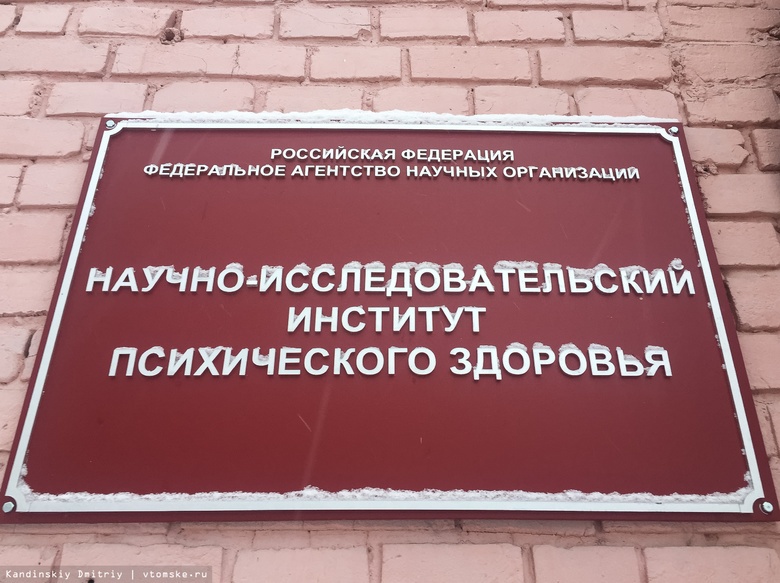 РОССИЙСКАЯ ФЕДЕРАЦИЯ
ФЕДЕРАЛЬНОЕ АГЕНТСТВО НАУЧНЫХ ОРГАНИЗАЦИЙ
НАУЧНО-ИССЛЕДОВАТЕЛЬСКИЙ
ИНСТИТУТ
ПСИХИЧЕСКОГО ЗДОРОВЬЯ
Kandinskiy Dmitriy | vtomske.ru